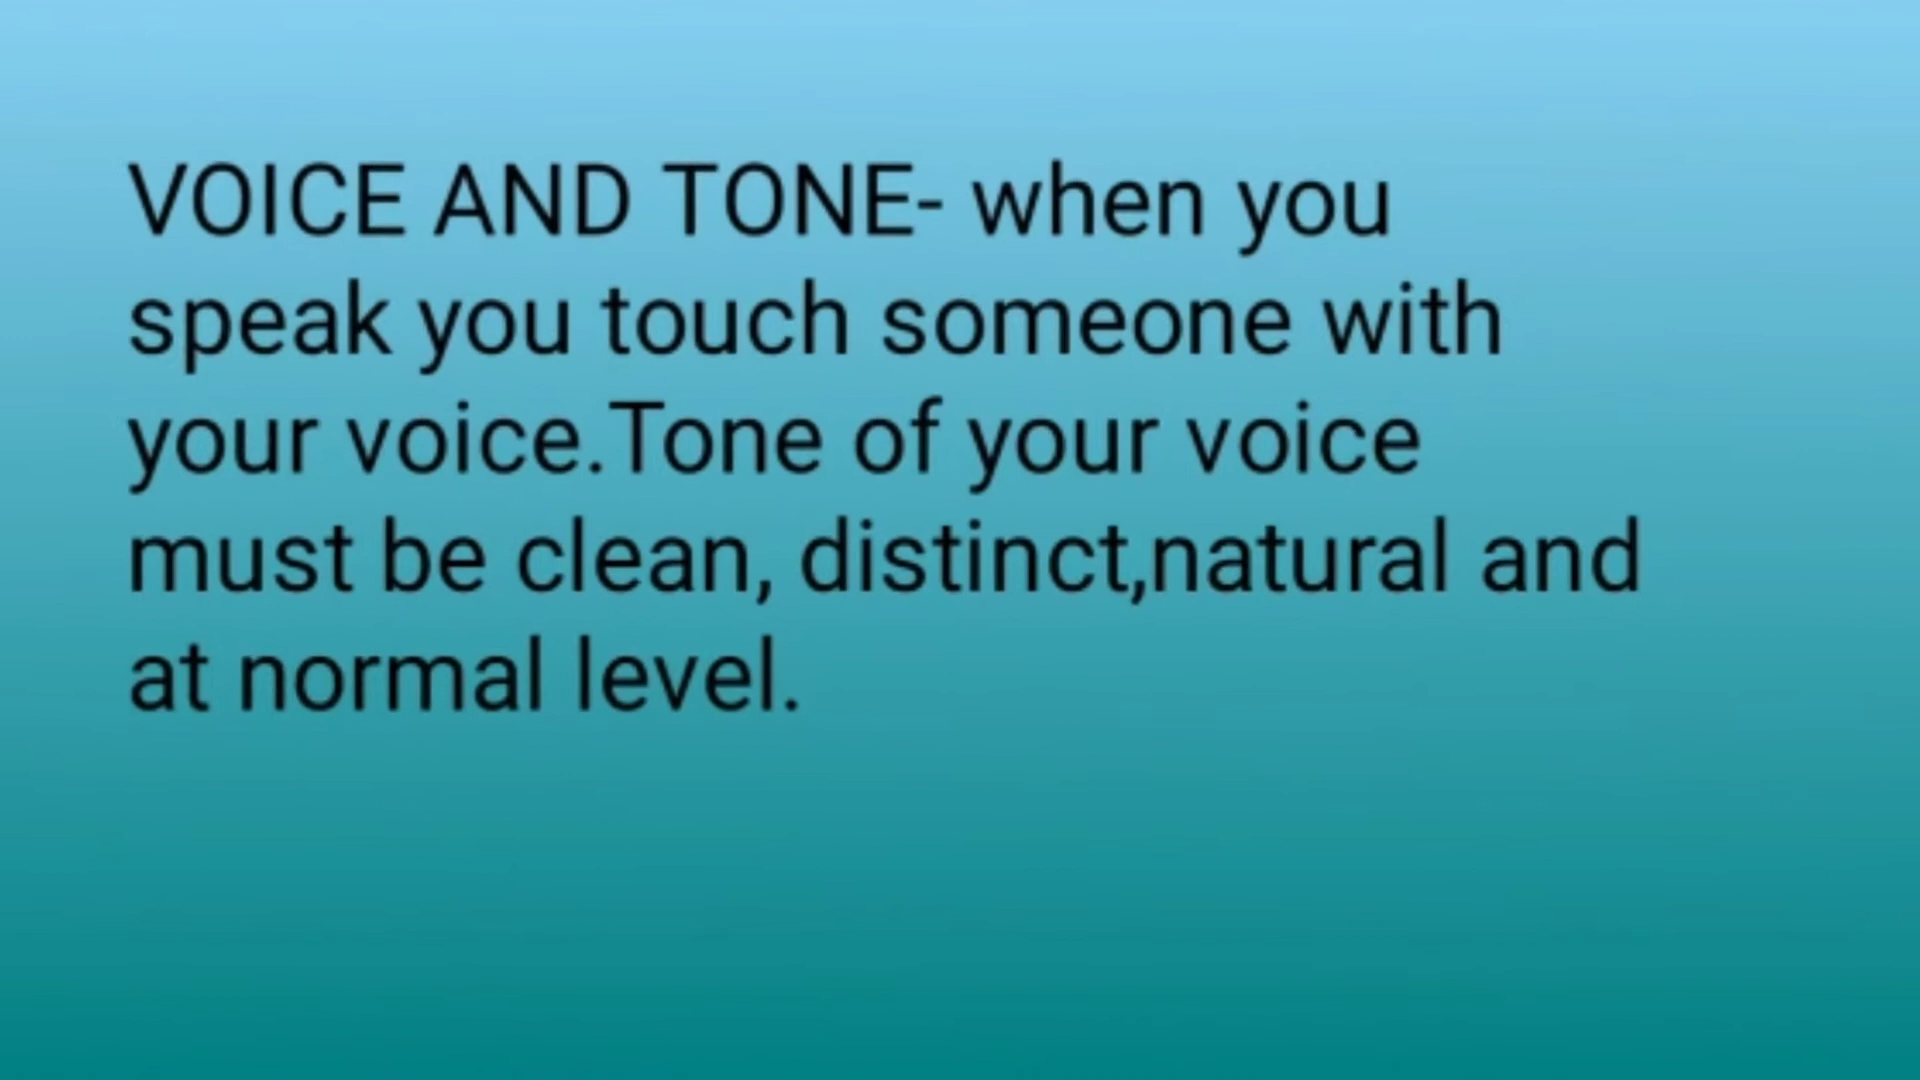 VOICE AND TONE- when you
speak you touch someone with
your voice.Tone of your voice
must be clean, distinct,natural and
at normal level.